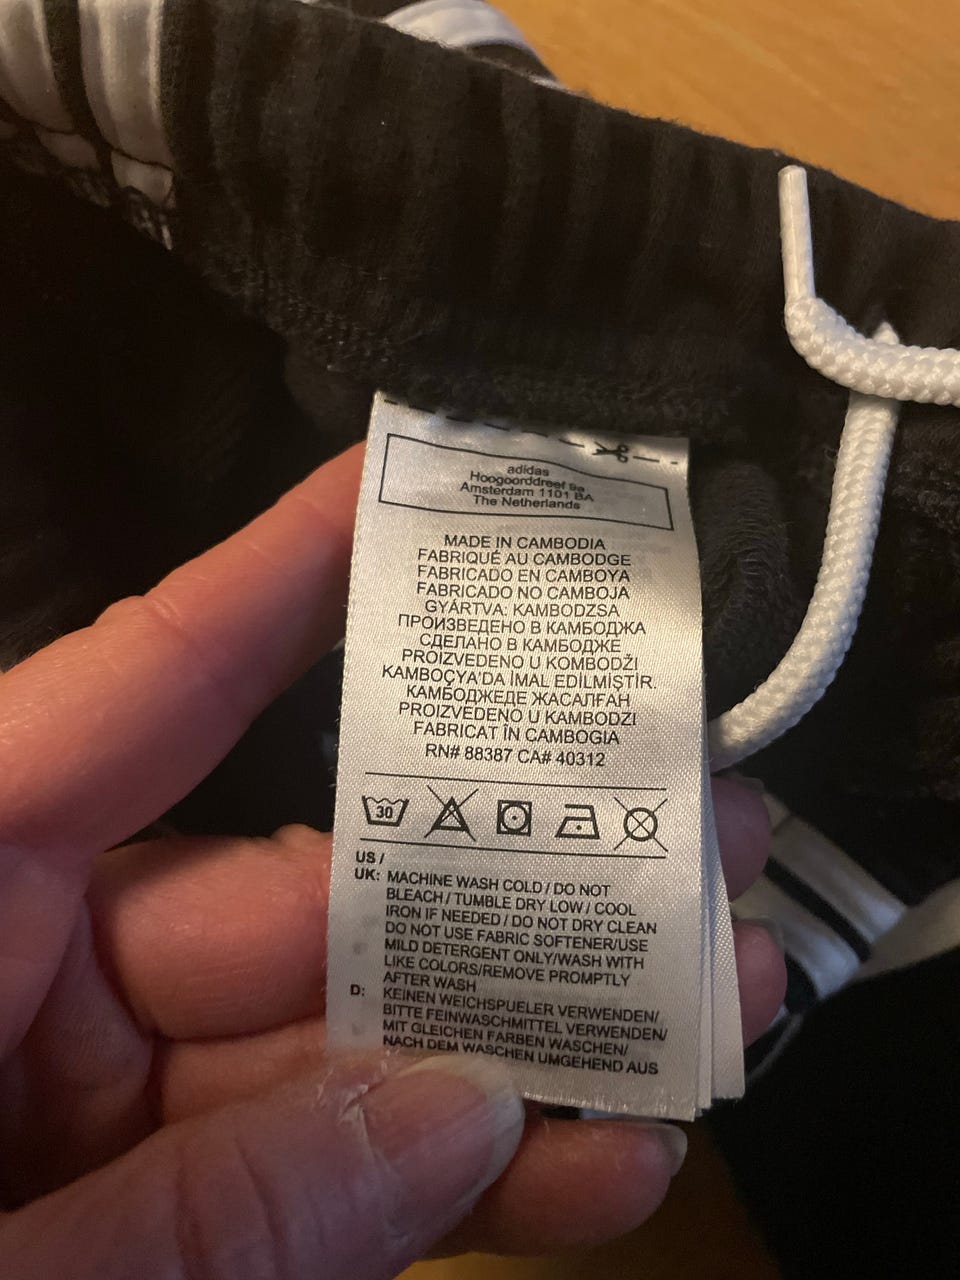 adidas
Hoogoorddreef 9a
Amsterdam 1101 BA
The Netherlands
MADE IN CAMBODIA
FABRIQUÉ AU CAMBODGE
FABRICADO EN CAMBOYA
FABRICADO NO CAMBOJA
GYÁRTVA: KAMBODZSA
ПРОИЗВЕДЕНО В КАМБОДЖА
СДЕЛАНО В КАМБОДЖЕ
PROIZVEDENO U KOMBODŽI
KAMBOÇYA'DA İMAL EDİLMİŞTİR.
КАМБОДЖЕДЕ ЖАСАЛҒАН
PROIZVEDENO U KAMBODZI
FABRICAT ÎN CAMBOGIA
RN# 88387 CA# 40312
30
US /
UK: MACHINE WASH COLD / DO NOT
BLEACH / TUMBLE DRY LOW / COOL
IRON IF NEEDED / DO NOT DRY CLEAN
DO NOT USE FABRIC SOFTENER/USE
MILD DETERGENT ONLY/WASH WITH
LIKE COLORS/REMOVE PROMPTLY
AFTER WASH
D: KEINEN WEICHSPUELER VERWENDEN/
BITTE FEINWASCHMITTEL VERWENDEN/
MIT GLEICHEN FARBEN WASCHEN/
NACH DEM WASCHEN UMGEHEND AUS